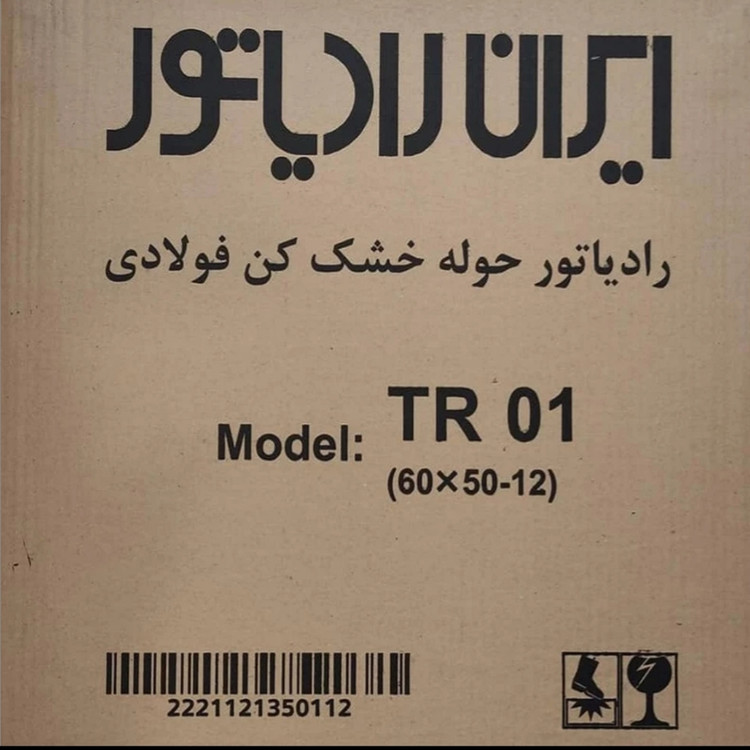 ایران رادیاتور
رادیاتور حوله خشک کن فولادی
Model: TR 01
(60×50-12)
2221121350112